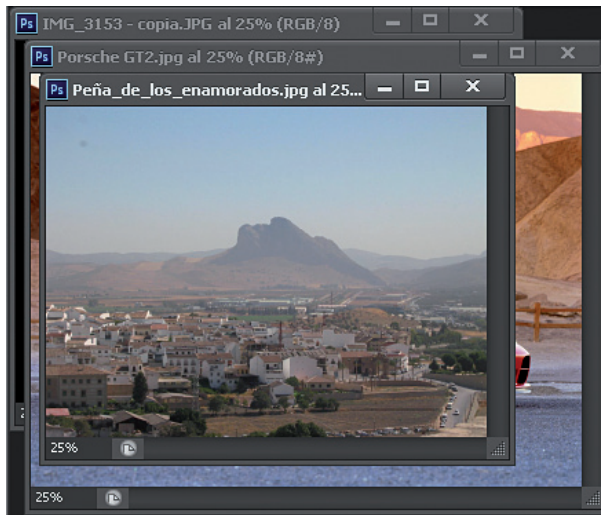 Ps IMG_3153 - copia.JPG al 25% (RGB/8)
Ps Porsche GT2.jpg al 25% (RGB/8#)
Ps Peña_de_los_enamorados.jpg al 25...
25%
25%